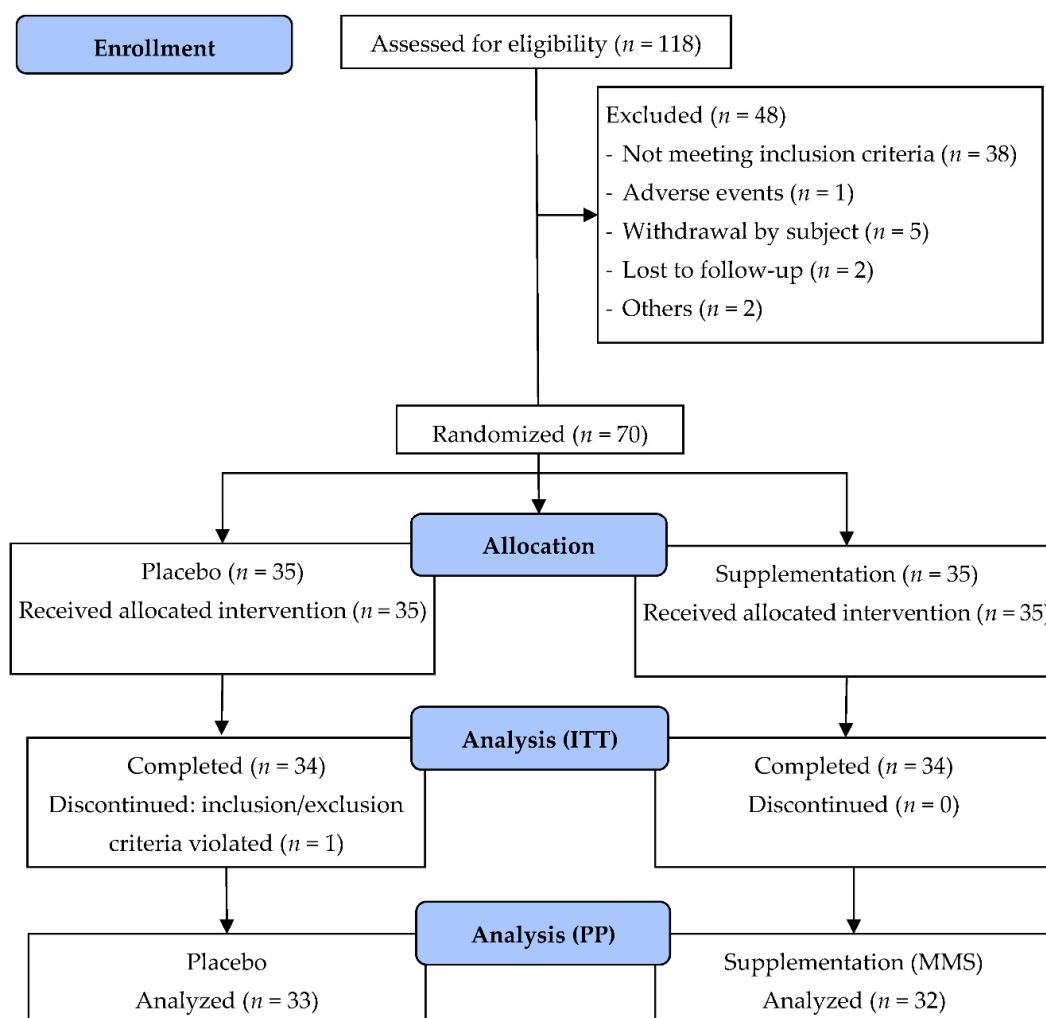 Enrollment
Assessed for eligibility (n = 118)
Excluded (n = 48)
- Not meeting inclusion criteria (n = 38)
- Adverse events (n = 1)
- Withdrawal by subject (n = 5)
- Lost to follow-up (n = 2)
- Others (n = 2)
Randomized (n = 70)
Allocation
Placebo (n = 35)
Received allocated intervention (n = 35)
Supplementation (n = 35)
Received allocated intervention (n = 35)
Analysis (ITT)
Completed (n = 34)
Discontinued: inclusion/exclusion
criteria violated (n = 1)
Completed (n = 34)
Discontinued (n = 0)
Analysis (PP)
Placebo
Analyzed (n = 33)
Supplementation (MMS)
Analyzed (n = 32)